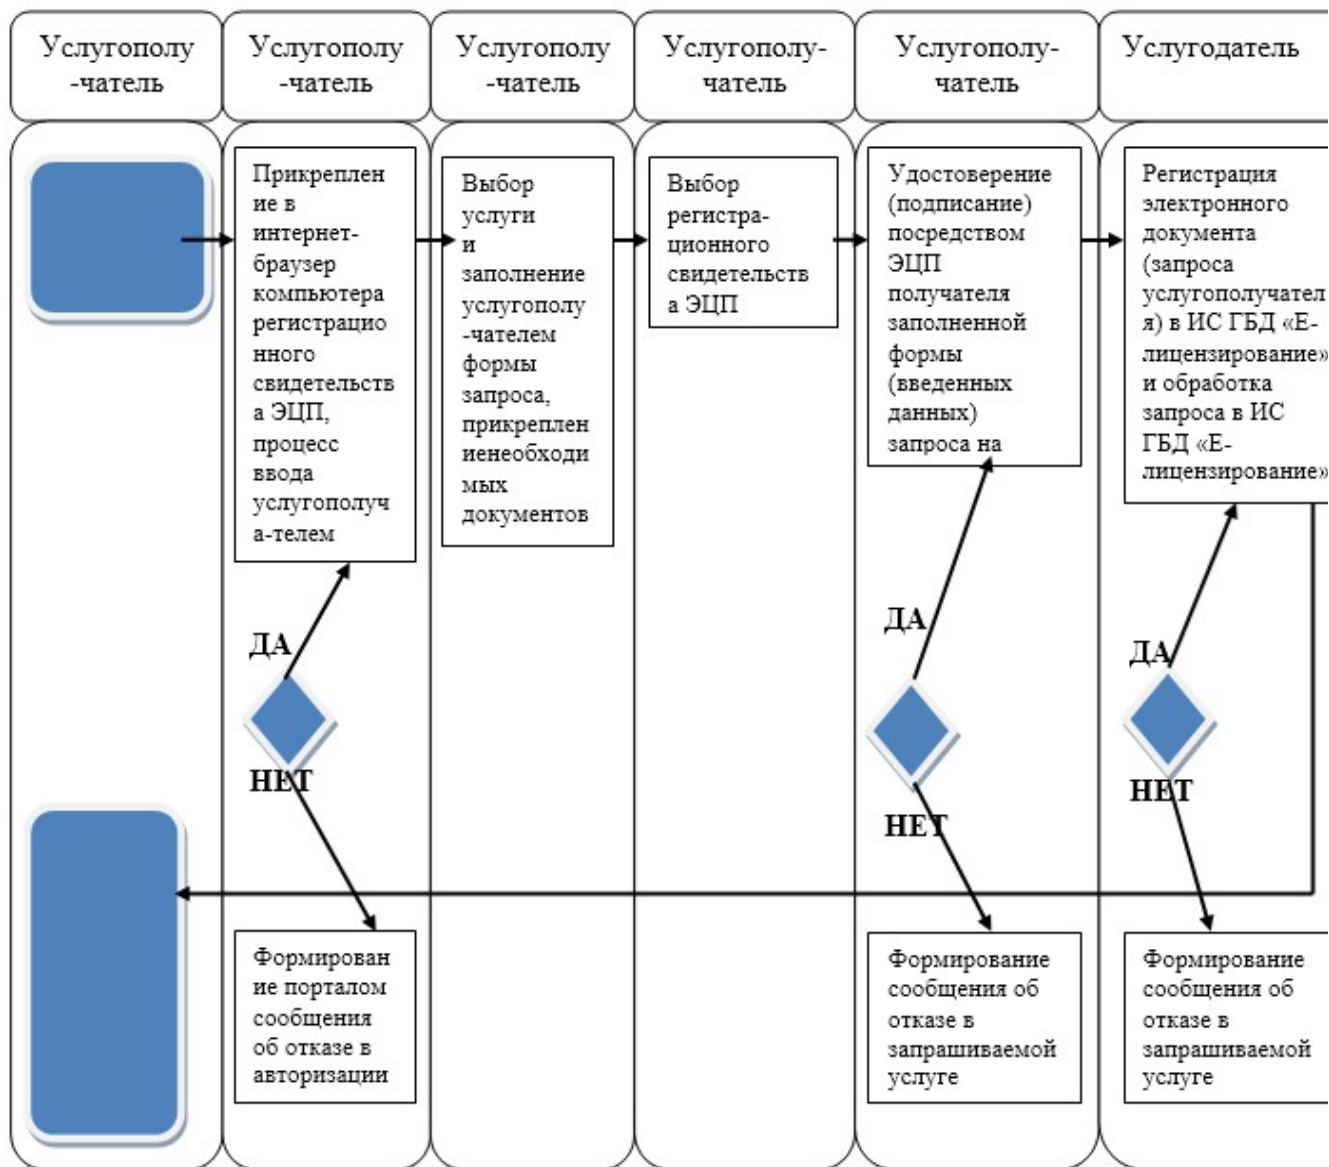 Услугополу
-чатель
Услугополу
-чатель
Услугополу
-чатель
Услугополу-
чатель
Услугополу-
чатель
Услугодатель
Прикреплен
ие в
интернет-
браузер
компьютера
регистрацио
нного
свидетельств
а ЭЦП,
процесс
ввода
услугополуч
а-телем
Выбор
услуги
и
заполнение
услугополу
-чателем
формы
запроса,
прикреплен
иенеобходи
мых
документов
Выбор
регистра-
ционного
свидетельств
а ЭЦП
Удостоверение
(подписание)
посредством
ЭЦП
получателя
заполненной
формы
(введенных
данных)
запроса на
Регистрация
электронного
документа
(запроса
услугополучател
я) в ИС ГБД «Е-
лицензирование»
и обработка
запроса в ИС
ГБД «Е-
лицензирование»
ДА
НЕТ
ДА
НЕТ
ДА
НЕТ
Формирован
ие порталом
сообщения
об отказе в
авторизации
Формирование
сообщения об
отказе в
запрашиваемой
услуге
Формирование
сообщения об
отказе в
запрашиваемой
услуге